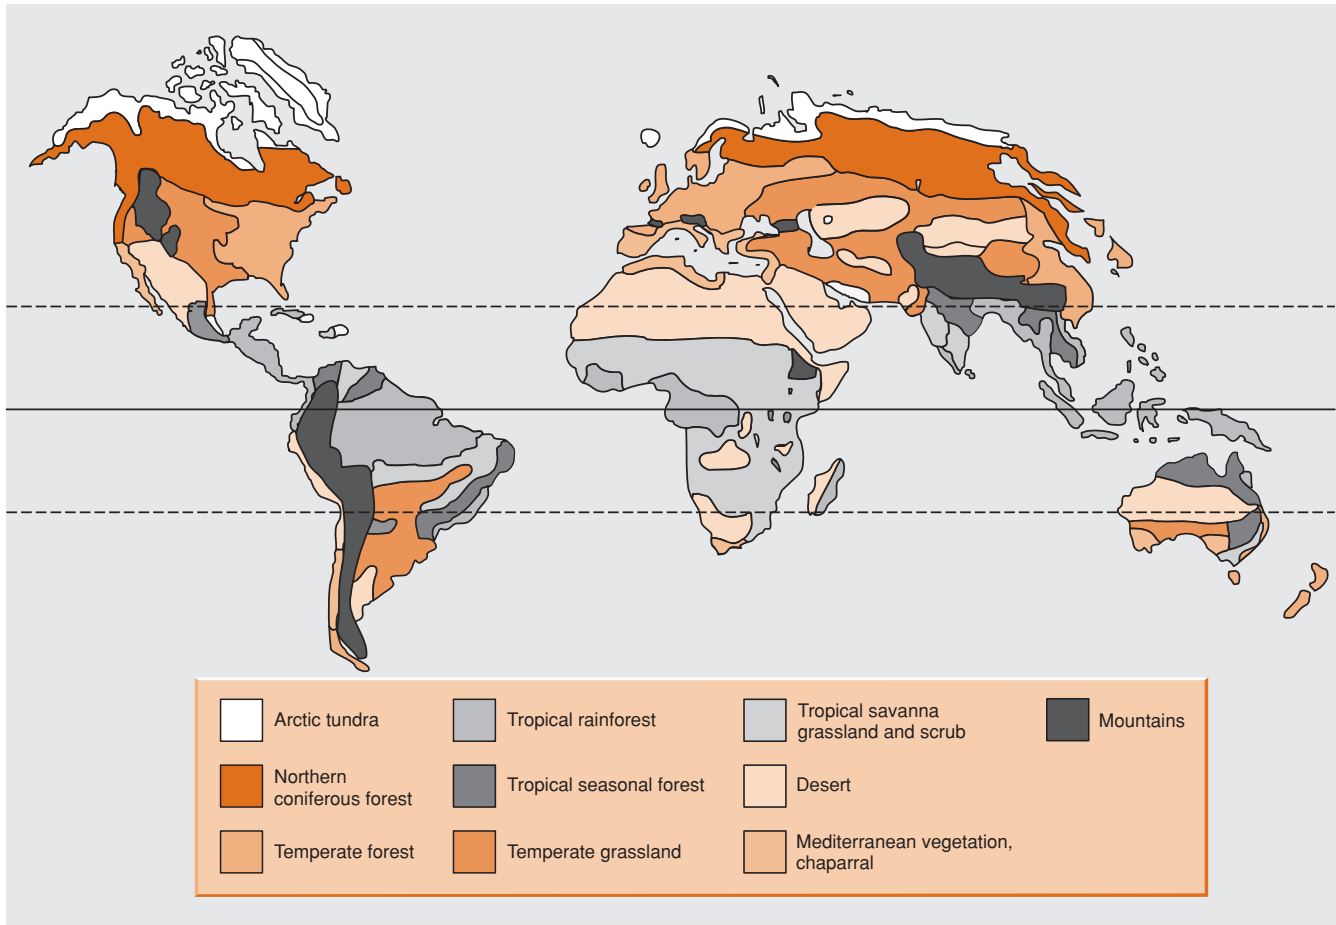 Arctic tundra
Northern
coniferous forest
Temperate forest
Tropical rainforest
Tropical seasonal forest
Temperate grassland
Tropical savanna
grassland and scrub
Desert
Mediterranean vegetation,
chaparral
Mountains